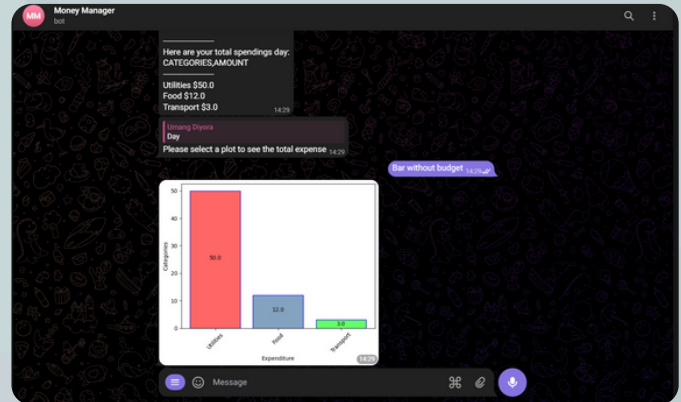 MM
Money Manager
bot
Here are your total spendings day:
CATEGORIES,AMOUNT
Utilities $50.0
Food $12.0
Transport $3.0
14:29
Umang Diyora
Day
Please select a plot to see the total expense 14:29
Bar without budget 14:29
50
40
30
20
10
0
Categories
50.0
12.0
3.0
Utilities
Food
Transport
Expenditure
14:29
Message